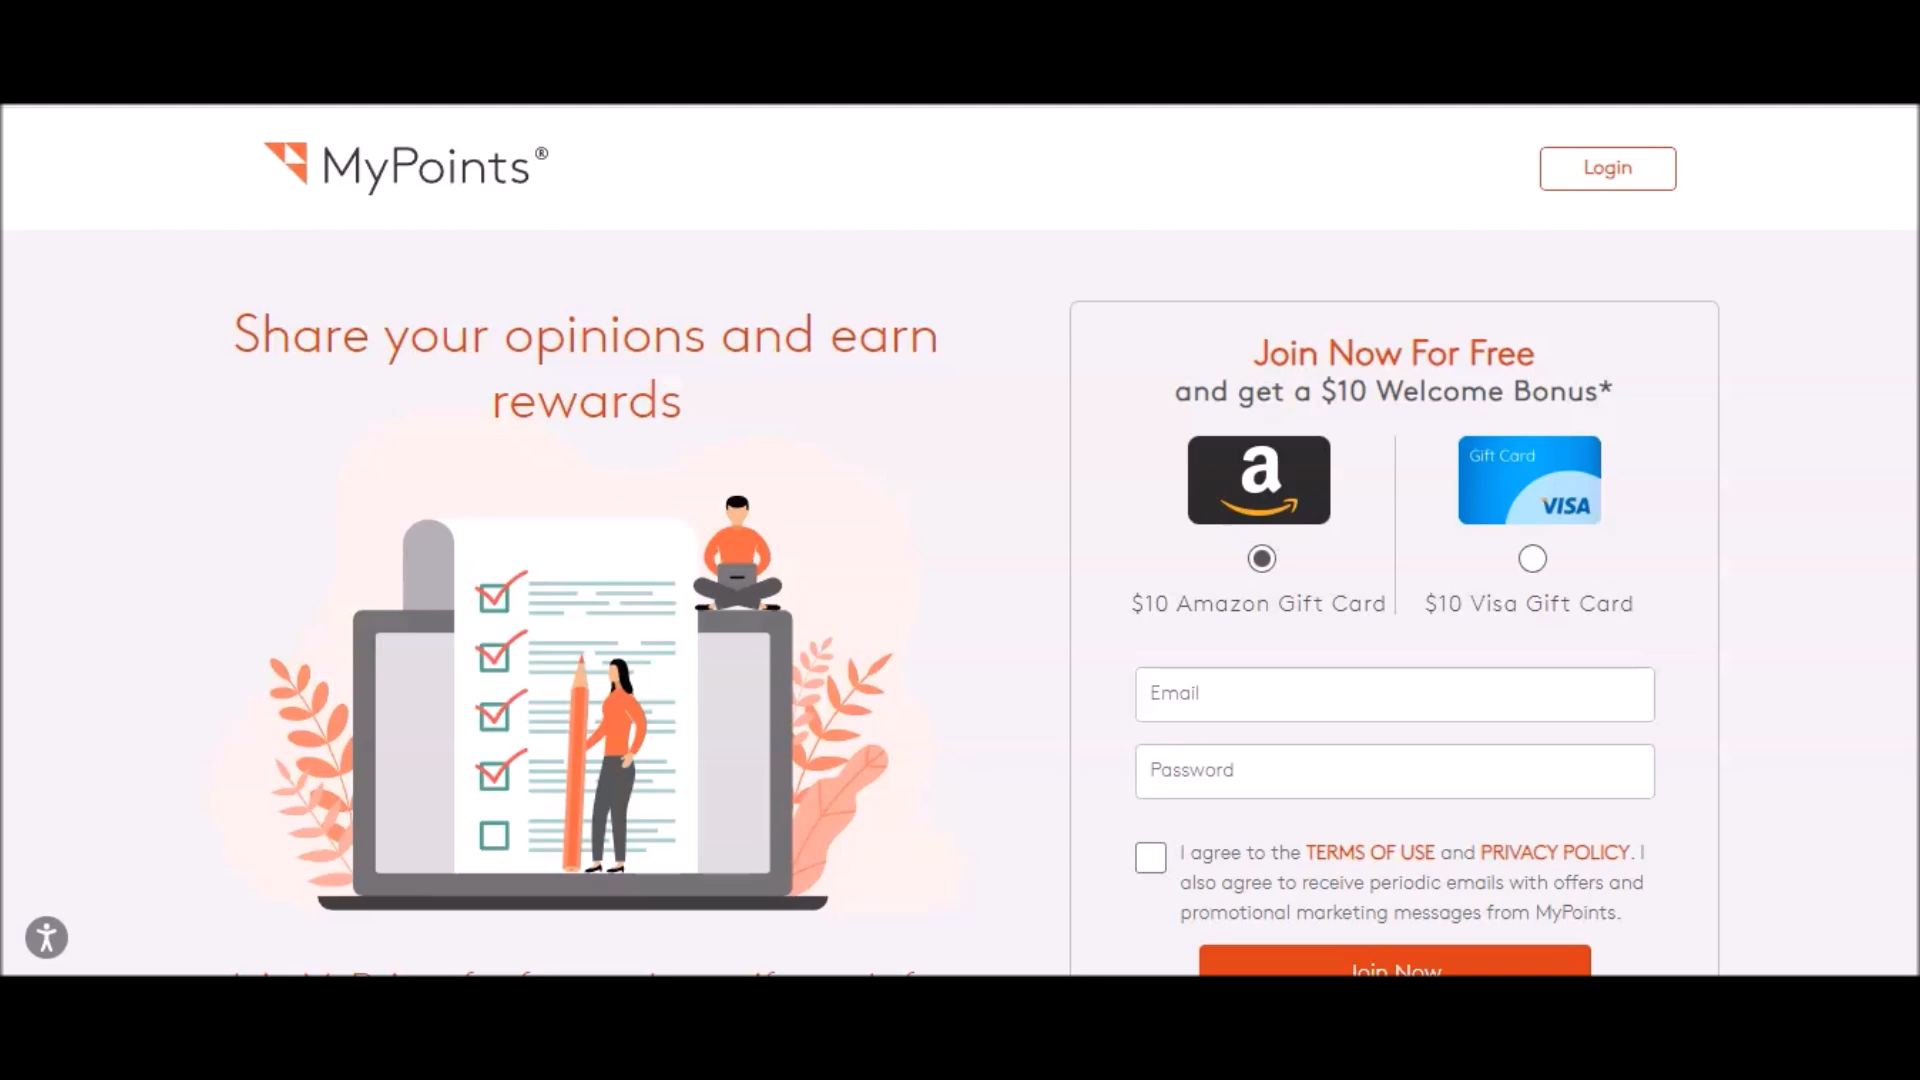 MyPoints®
Login
Share your opinions and earn
rewards
Join Now For Free
and get a $10 Welcome Bonus*
a
Gift Card
VISA
$10 Amazon Gift Card
$10 Visa Gift Card
Email
Password
I agree to the TERMS OF USE and PRIVACY POLICY. I
also agree to receive periodic emails with offers and
promotional marketing messages from MyPoints.
Join Now